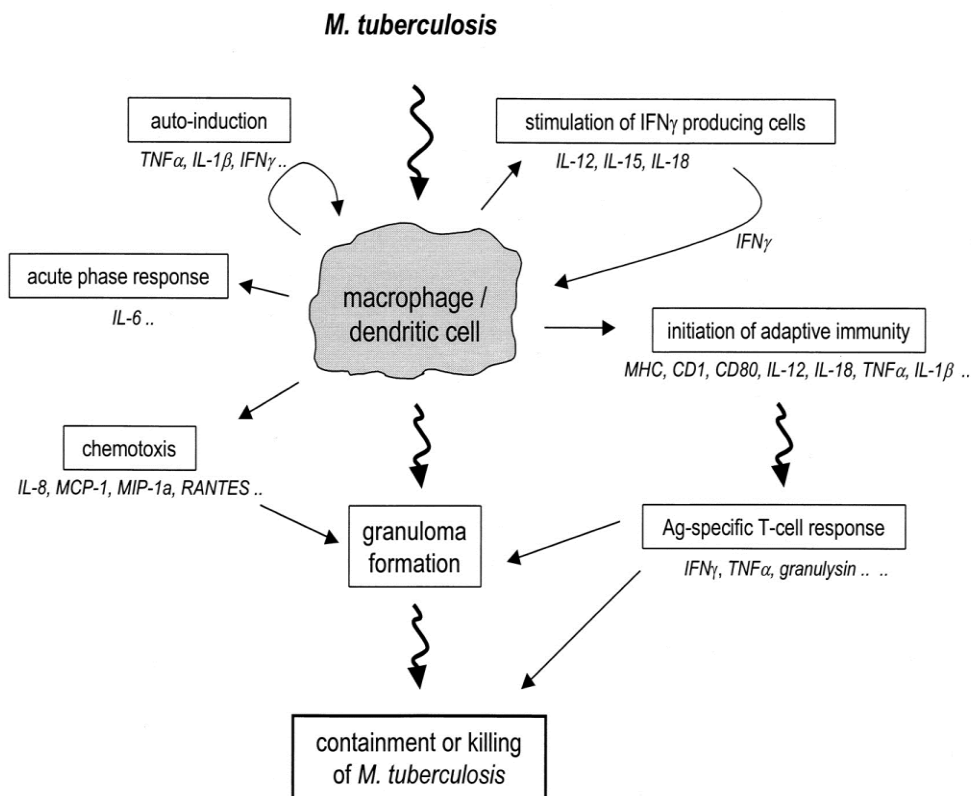 M. tuberculosis
auto-induction
TNFα, IL-1β, IFNγ ..
stimulation of IFNγ producing cells
IL-12, IL-15, IL-18
IFNγ
acute phase response
IL-6 ..
macrophage /
dendritic cell
initiation of adaptive immunity
MHC, CD1, CD80, IL-12, IL-18, TNFα, IL-1β ..
chemotoxis
IL-8, MCP-1, MIP-1a, RANTES ..
granuloma
formation
Ag-specific T-cell response
IFNγ, TNFα, granulysin .. ..
containment or killing
of M. tuberculosis